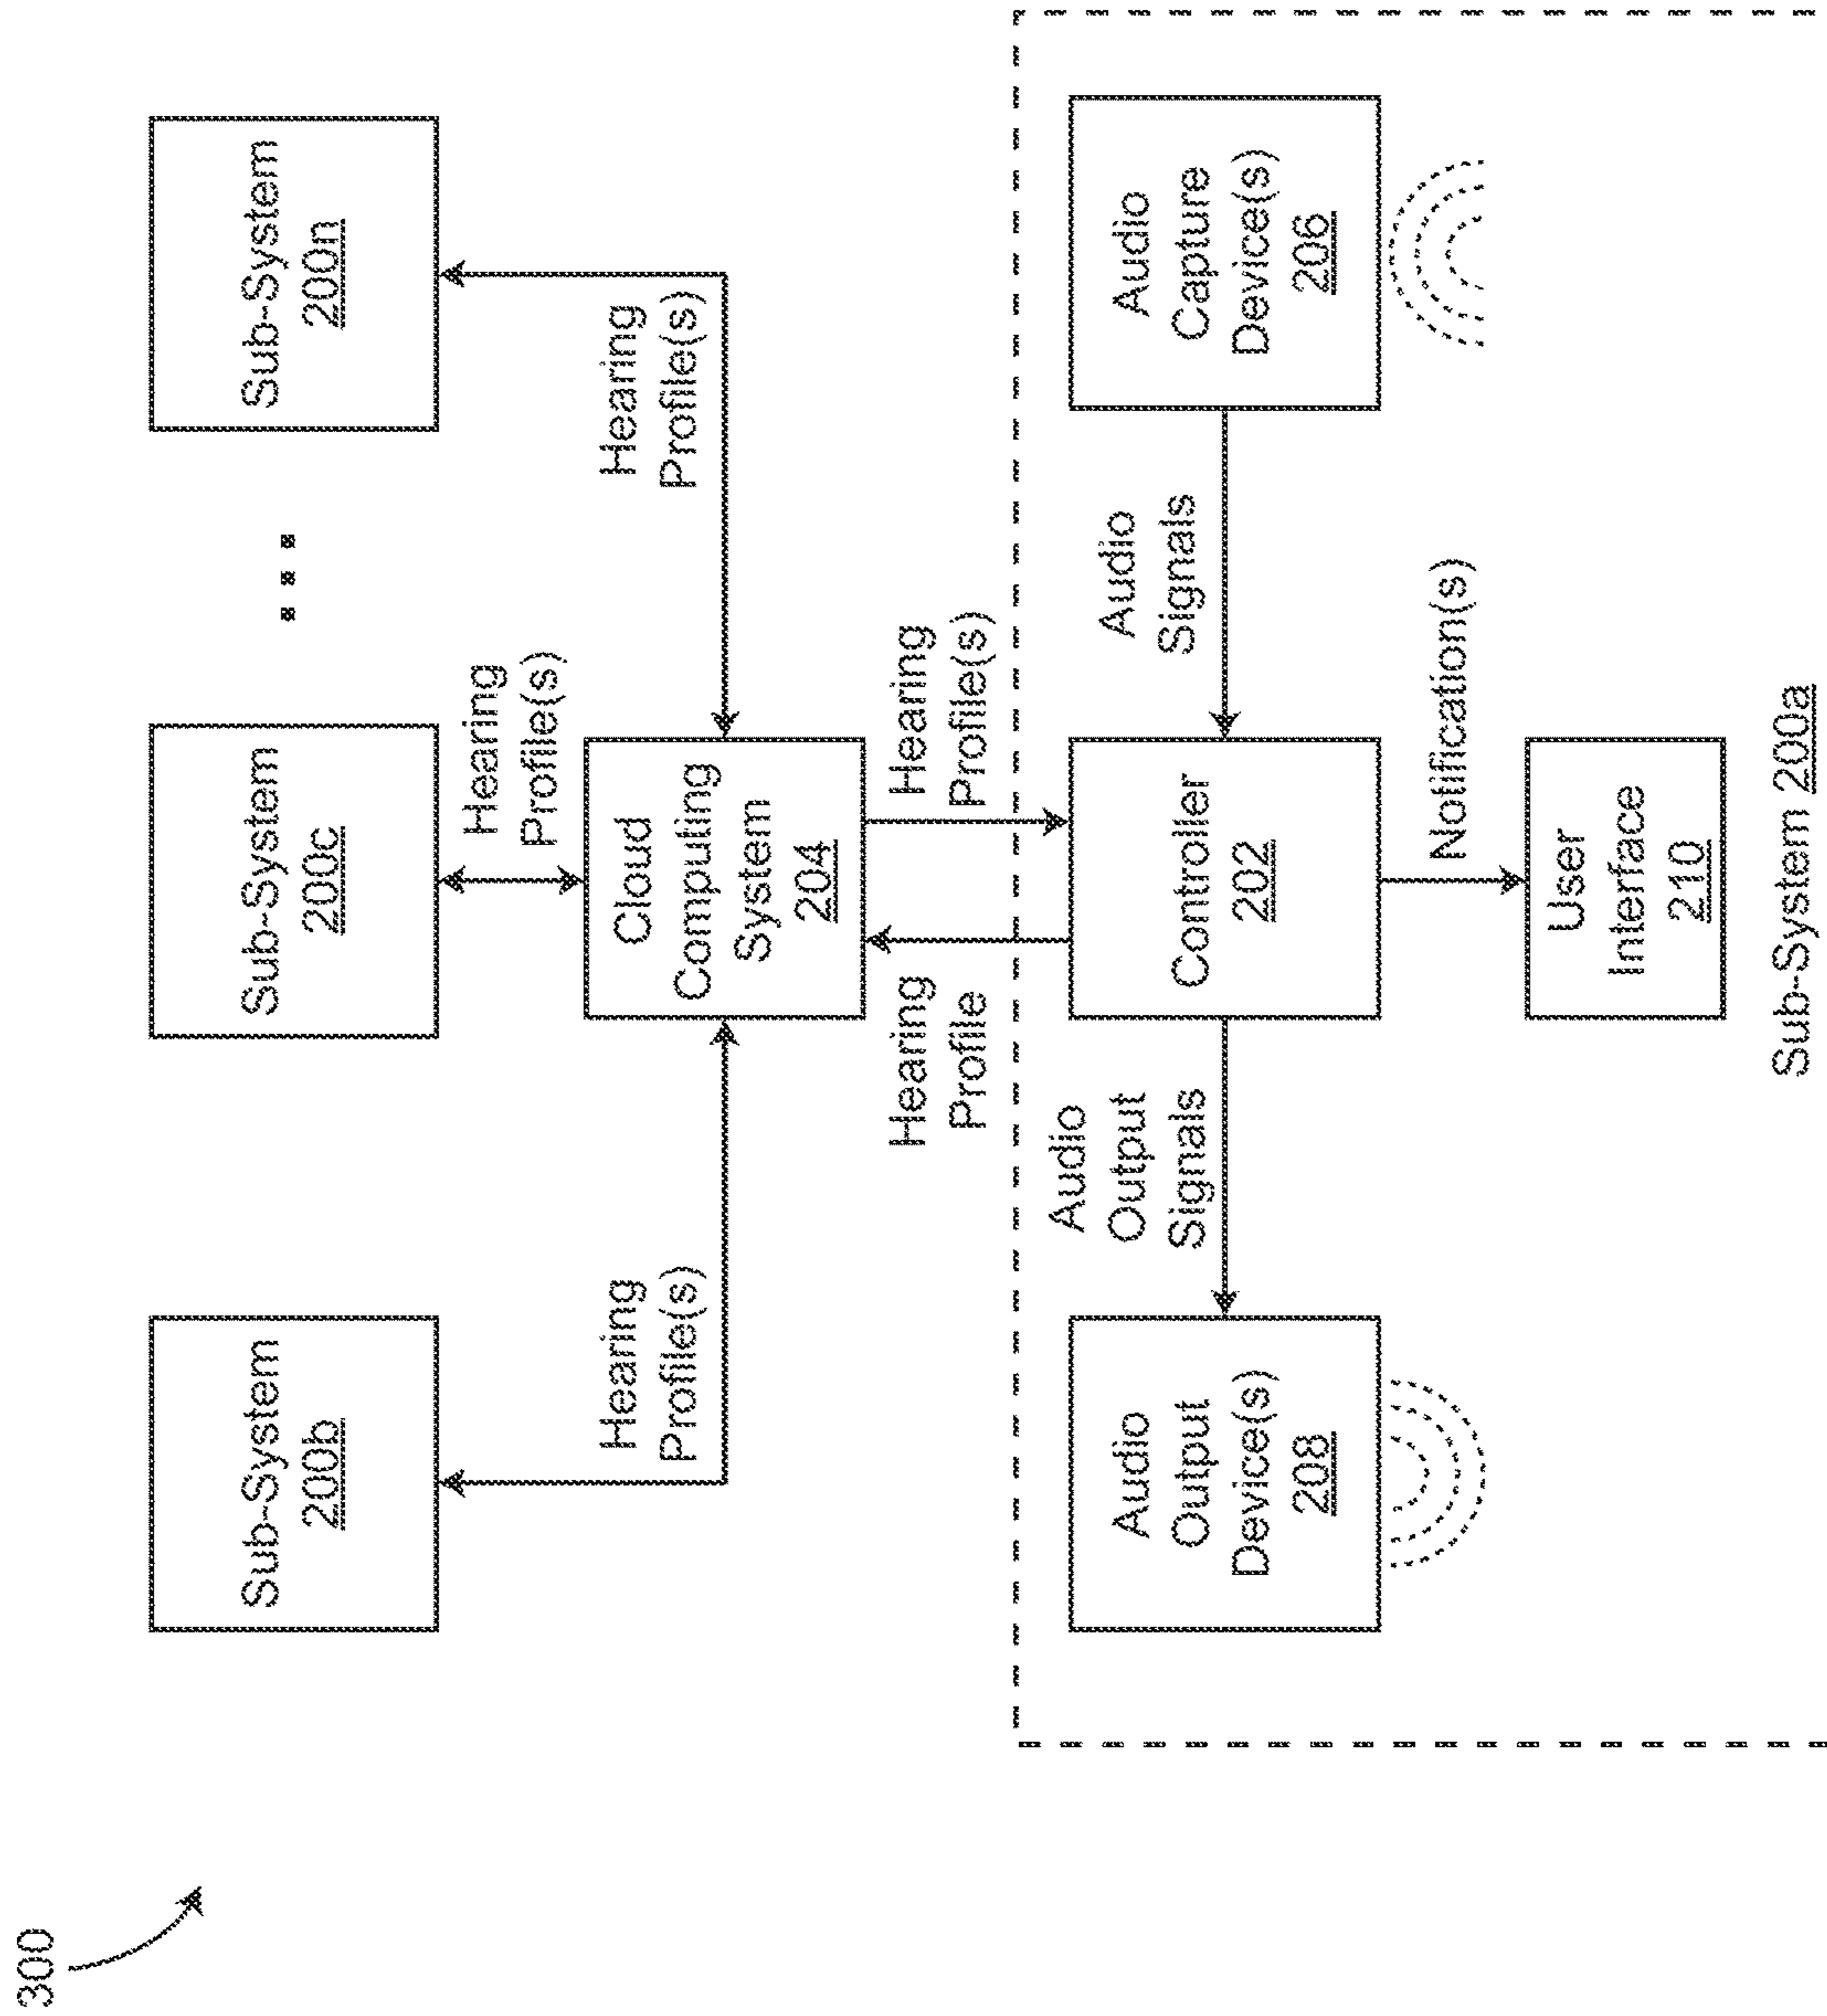 300
Sub-System
200b
Sub-System
200c
Sub-System
200n
Hearing
Profile(s)
Hearing
Profile(s)
Hearing
Profile(s)
Cloud
Computing
System
204
Hearing
Profile
Hearing
Profile(s)
Audio
Output
Device(s)
208
Audio
Output
Signals
Controller
202
Audio
Signals
Audio
Capture
Device(s)
206
Notification(s)
User
Interface
210
Sub-System 200a